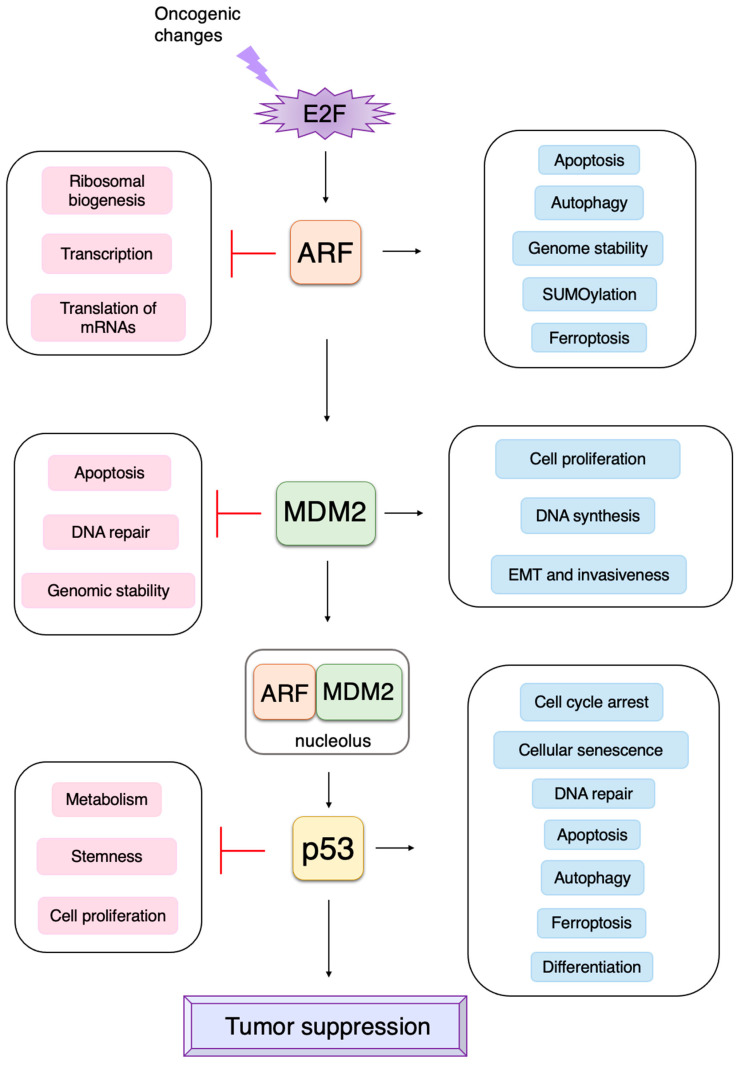 Oncogenic
changes
E2F
Ribosomal
biogenesis
Transcription
Translation of
mRNAs
ARF
Apoptosis
Autophagy
Genome stability
SUMOylation
Ferroptosis
Apoptosis
DNA repair
Genomic stability
MDM2
Cell proliferation
DNA synthesis
EMT and invasiveness
ARF
MDM2
nucleolus
Metabolism
Stemness
Cell proliferation
p53
Cell cycle arrest
Cellular senescence
DNA repair
Apoptosis
Autophagy
Ferroptosis
Differentiation
Tumor suppression